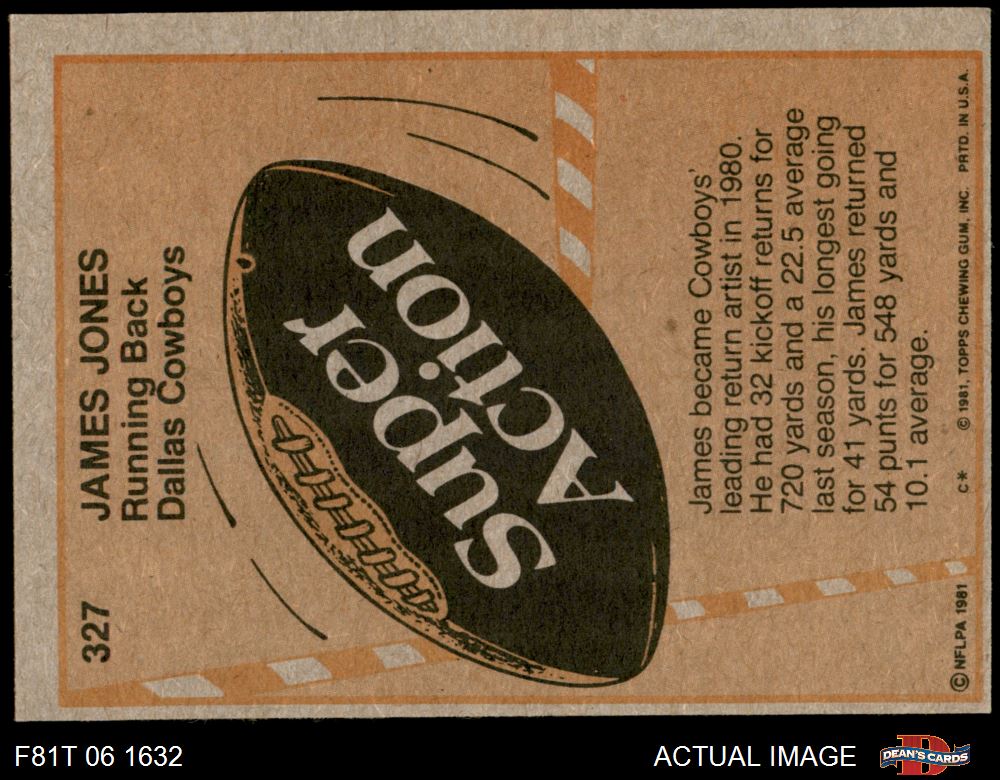 327
JAMES JONES
Running Back
Dallas Cowboys
Super
Action
James became Cowboys'
leading return artist in 1980.
He had 32 kickoff returns for
720 yards and a 22.5 average
last season, his longest going
for 41 yards. James returned
54 punts for 548 yards and
10.1 average.
© NFLPA 1981
C* © 1981, TOPPS CHEWING GUM, INC. PRTD. IN U.S.A.
F81T 06 1632
ACTUAL IMAGE
D
DEAN'S CARDS